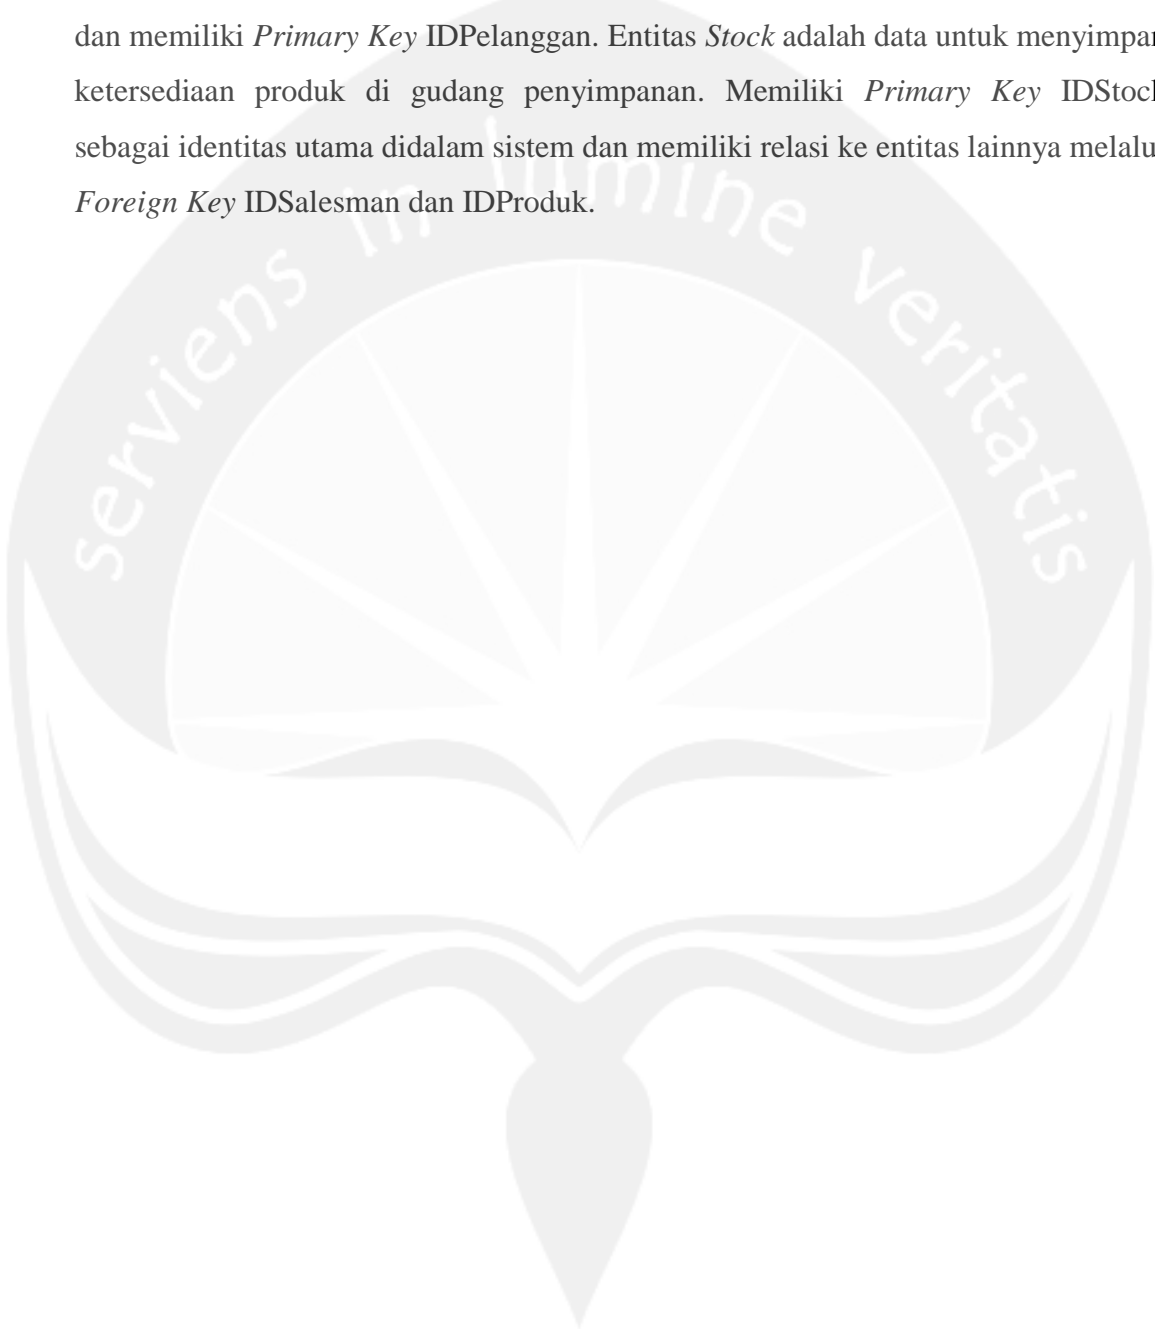 dan memiliki Primary Key IDPelanggan. Entitas Stock adalah data untuk menyimpan
ketersediaan produk di gudang penyimpanan. Memiliki Primary Key IDStock
sebagai identitas utama didalam sistem dan memiliki relasi ke entitas lainnya melalu
Foreign Key IDSalesman dan IDProduk.
serviens in lumine veritatis